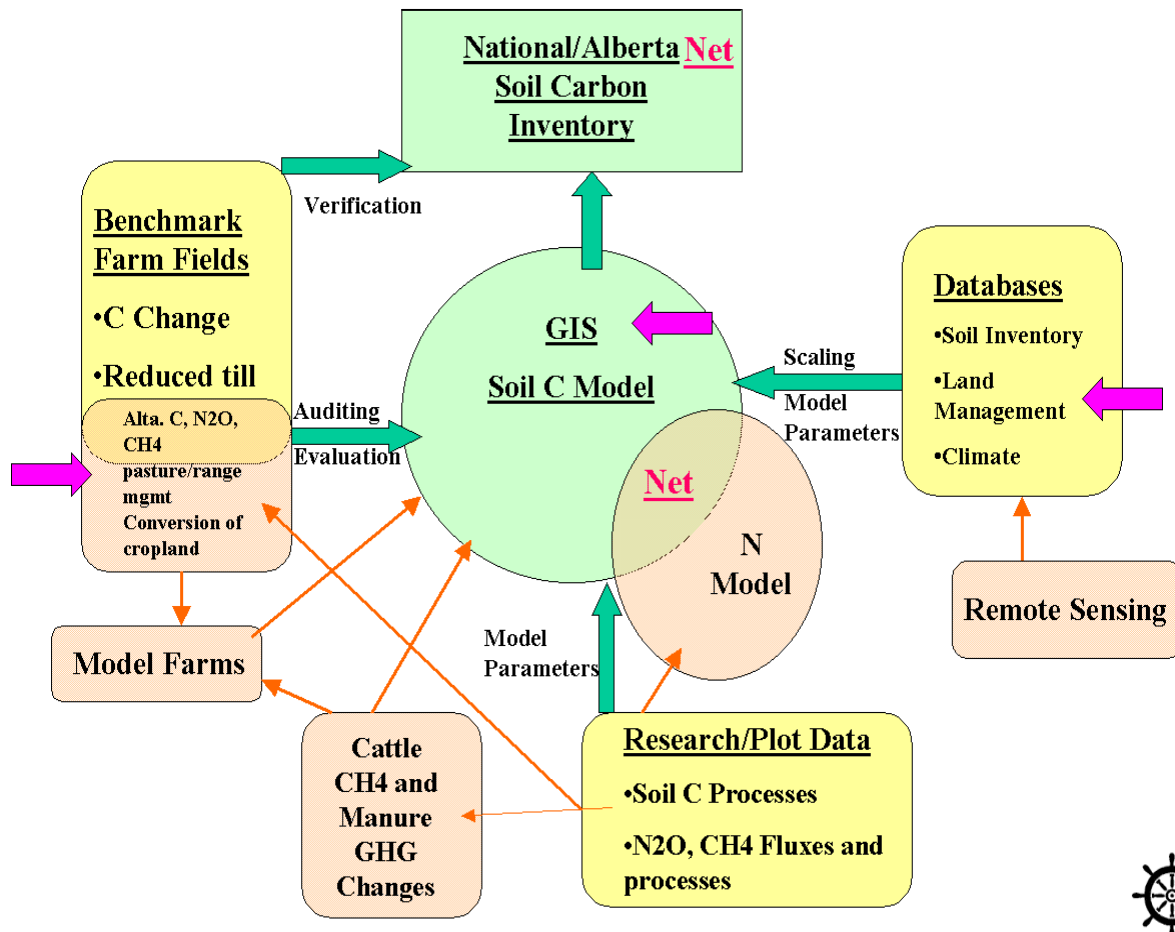 National/Alberta Net
Soil Carbon
Inventory
Verification
Benchmark
Farm Fields
•C Change
•Reduced till
Alta. C, N2O,
CH4
pasture/range
mgmt
Conversion of
cropland
Auditing
Evaluation
GIS
Soil C Model
Net
N
Model
Scaling
Model
Parameters
Databases
•Soil Inventory
•Land
Management
•Climate
Remote Sensing
Model Farms
Model
Parameters
Cattle
CH4 and
Manure
GHG
Changes
Research/Plot Data
•Soil C Processes
•N2O, CH4 Fluxes and
processes